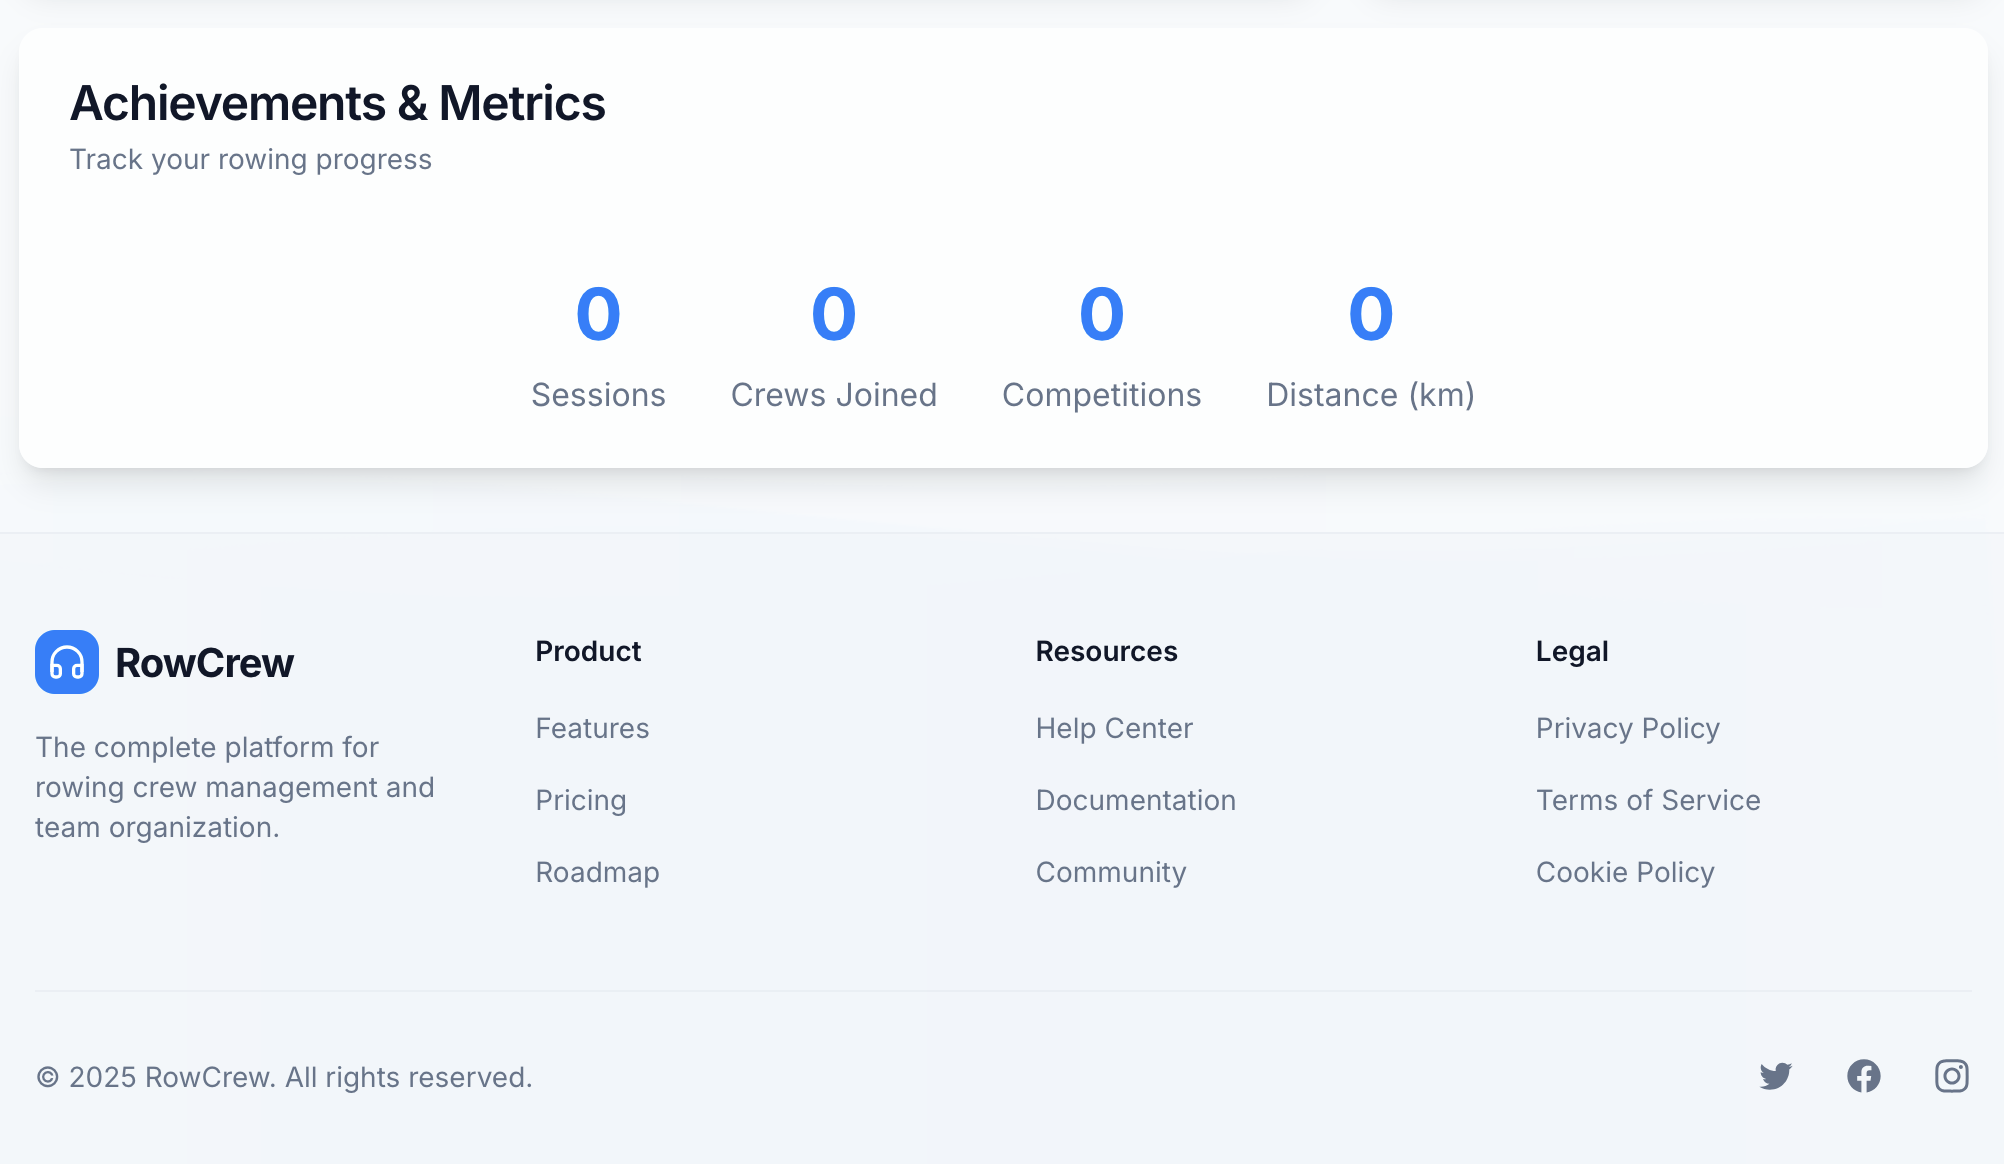 Achievements & Metrics
Track your rowing progress
0 0 0 0
Sessions Crews Joined Competitions Distance (km)
RowCrew
The complete platform for
rowing crew management and
team organization.
Product
Features
Pricing
Roadmap
Resources
Help Center
Documentation
Community
Legal
Privacy Policy
Terms of Service
Cookie Policy
© 2025 RowCrew. All rights reserved.